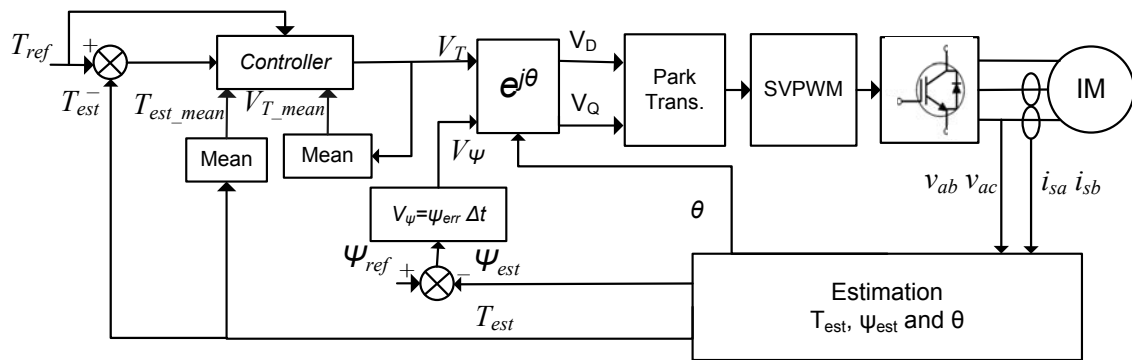 T_ref
+
T_est
−
T_est_mean
Controller
V_T_mean
Mean
Mean
V_T
V_Ψ
e^jθ
V_D
V_Q
Park
Trans.
SVPWM
IM
v_ab v_ac
i_sa i_sb
V_ψ=ψ_err Δt
Ψ_ref
+
−
Ψ_est
θ
T_est
Estimation
T_est, ψ_est and θ